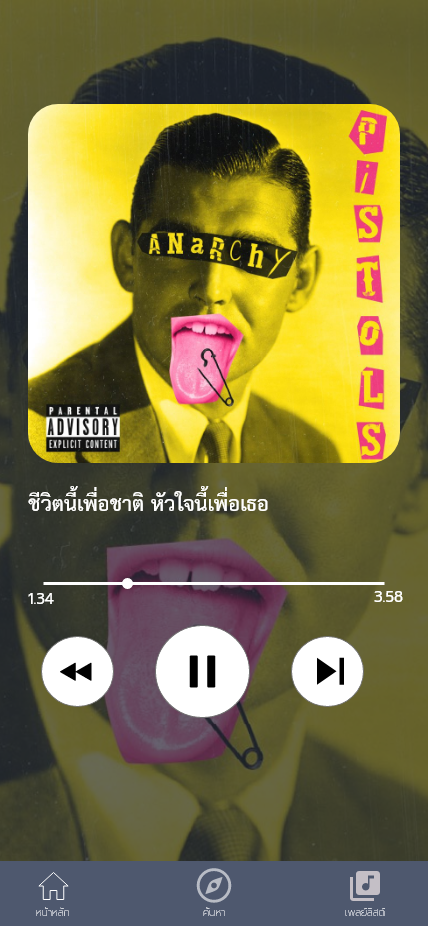 ANaRChY
PiSTOLS
PARENTAL
ADVISORY
EXPLICIT CONTENT
ชีวิตนี้เพื่อชาติ หัวใจนี้เพื่อเธอ
1.34
3.58
หน้าหลัก
ค้นหา
เพลย์ลิสต์